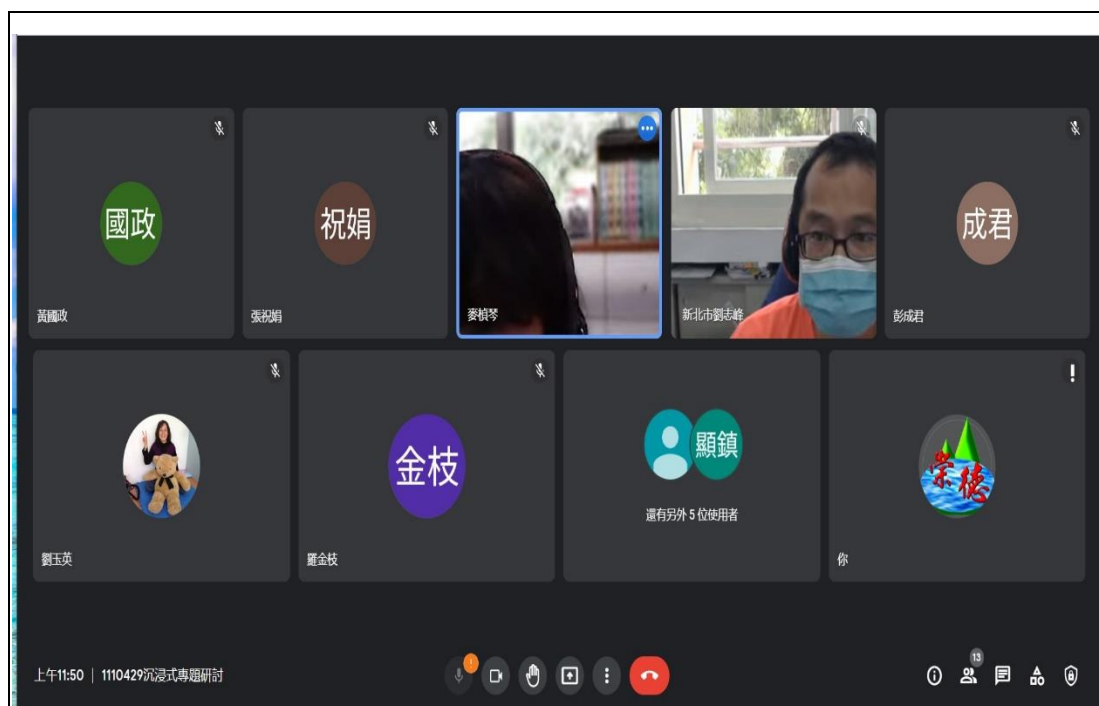 國政
黃國政
祝娟
張祝娟
麥楨琴
新北市劉志峰
成君
彭成君
劉玉英
金枝
羅金枝
顯鎮
還有另外 5 位使用者
榮德
你
上午11:50 | 1110429沉浸式專題研討
13